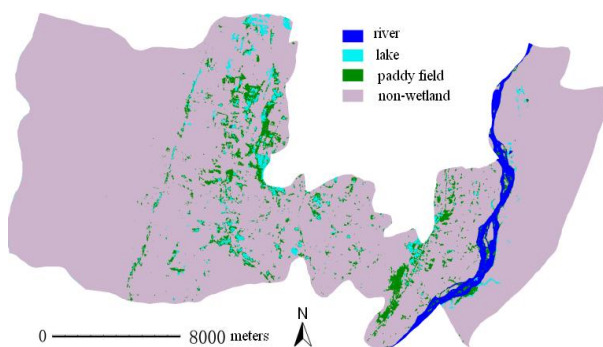 river
lake
paddy field
non-wetland
N
0 8000 meters